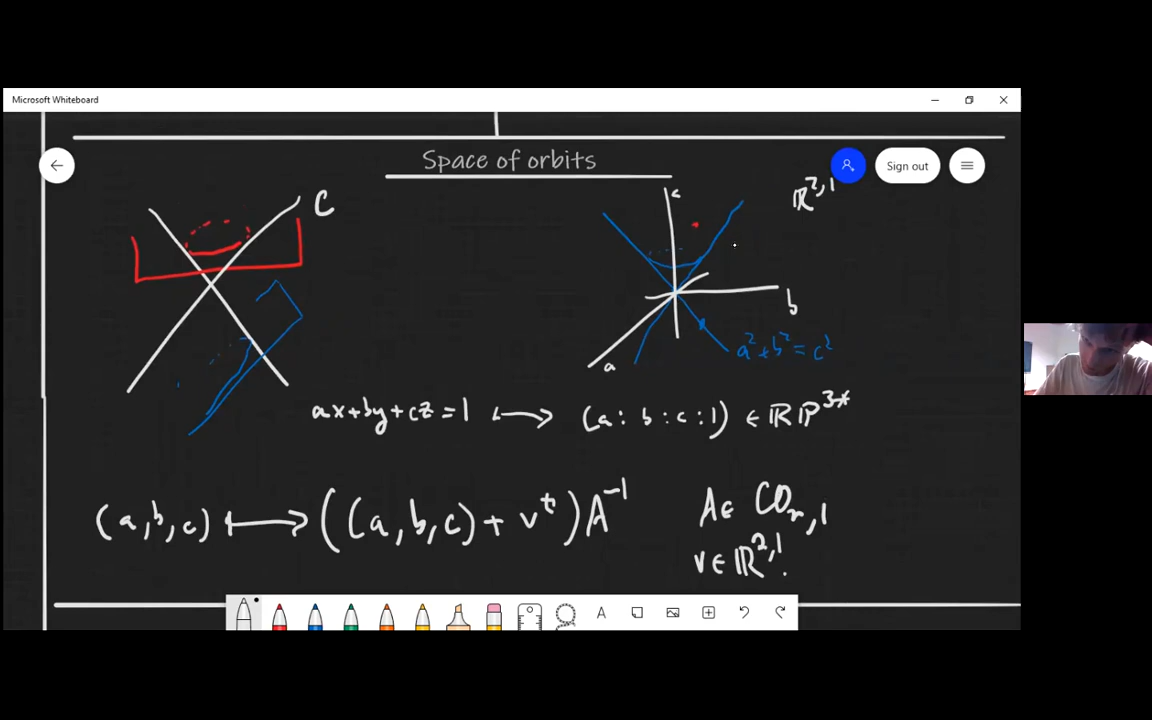 Microsoft Whiteboard
Space of orbits
Sign out
C
c
ℝ^{2,1}
b
a
a²+b²=c²
ax+by+cz=1 ⟷ (a:b:c:1) ∈ ℝP^{3*}
(a,b,c) ⟼ ((a,b,c)+v^t)A^{-1}
A ∈ CO_{n,1}
v ∈ ℝ^{2,1}.
A